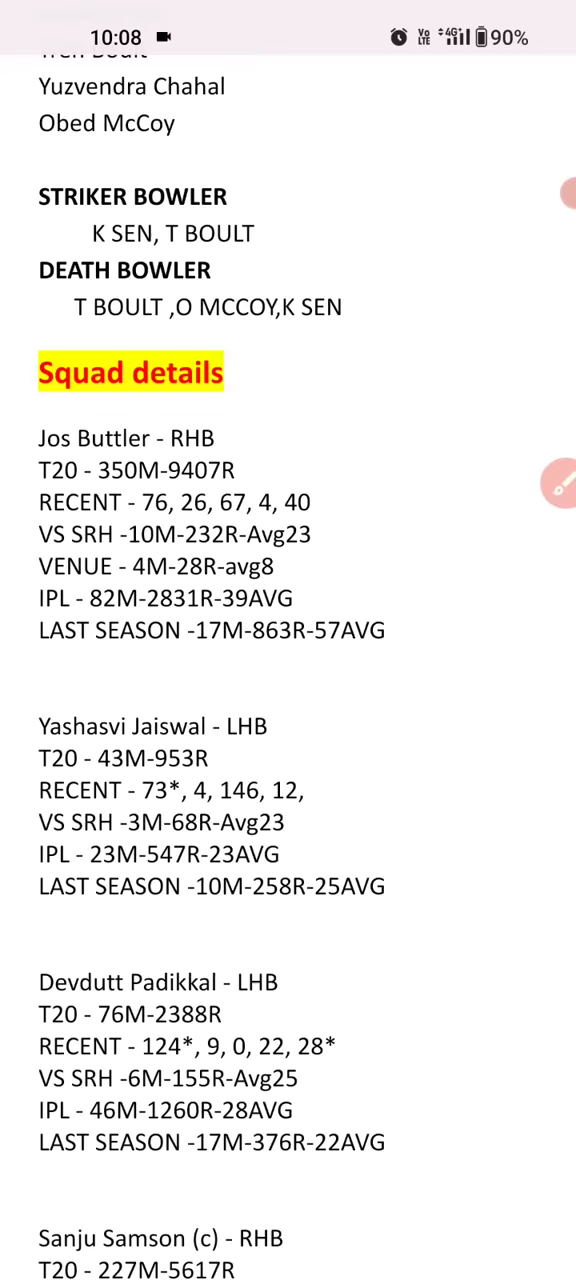 10:08 VoLTE 4G+ 90%
Yuzvendra Chahal
Obed McCoy
STRIKER BOWLER
K SEN, T BOULT
DEATH BOWLER
T BOULT ,O MCCOY,K SEN
Squad details
Jos Buttler - RHB
T20 - 350M-9407R
RECENT - 76, 26, 67, 4, 40
VS SRH -10M-232R-Avg23
VENUE - 4M-28R-avg8
IPL - 82M-2831R-39AVG
LAST SEASON -17M-863R-57AVG
Yashasvi Jaiswal - LHB
T20 - 43M-953R
RECENT - 73*, 4, 146, 12,
VS SRH -3M-68R-Avg23
IPL - 23M-547R-23AVG
LAST SEASON -10M-258R-25AVG
Devdutt Padikkal - LHB
T20 - 76M-2388R
RECENT - 124*, 9, 0, 22, 28*
VS SRH -6M-155R-Avg25
IPL - 46M-1260R-28AVG
LAST SEASON -17M-376R-22AVG
Sanju Samson (c) - RHB
T20 - 227M-5617R